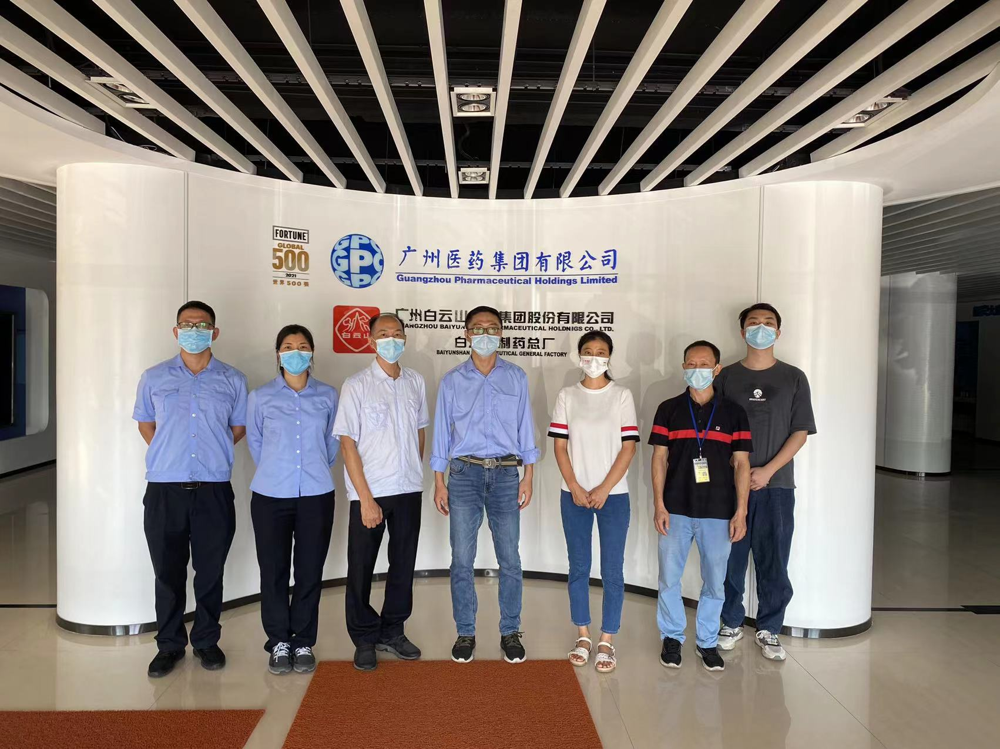 FORTUNE
GLOBAL
500
2021
世界500强
GPC
广州医药集团有限公司
Guangzhou Pharmaceutical Holdings Limited
广州白云山 集团股份有限公司
GUANGZHOU BAIYUN RMACEUTICAL HOLDNIGS CO., LTD.
白云山
白 制药总厂
BAIYUNSHAN EUTICAL GENERAL FACTORY
BRAVEHEART